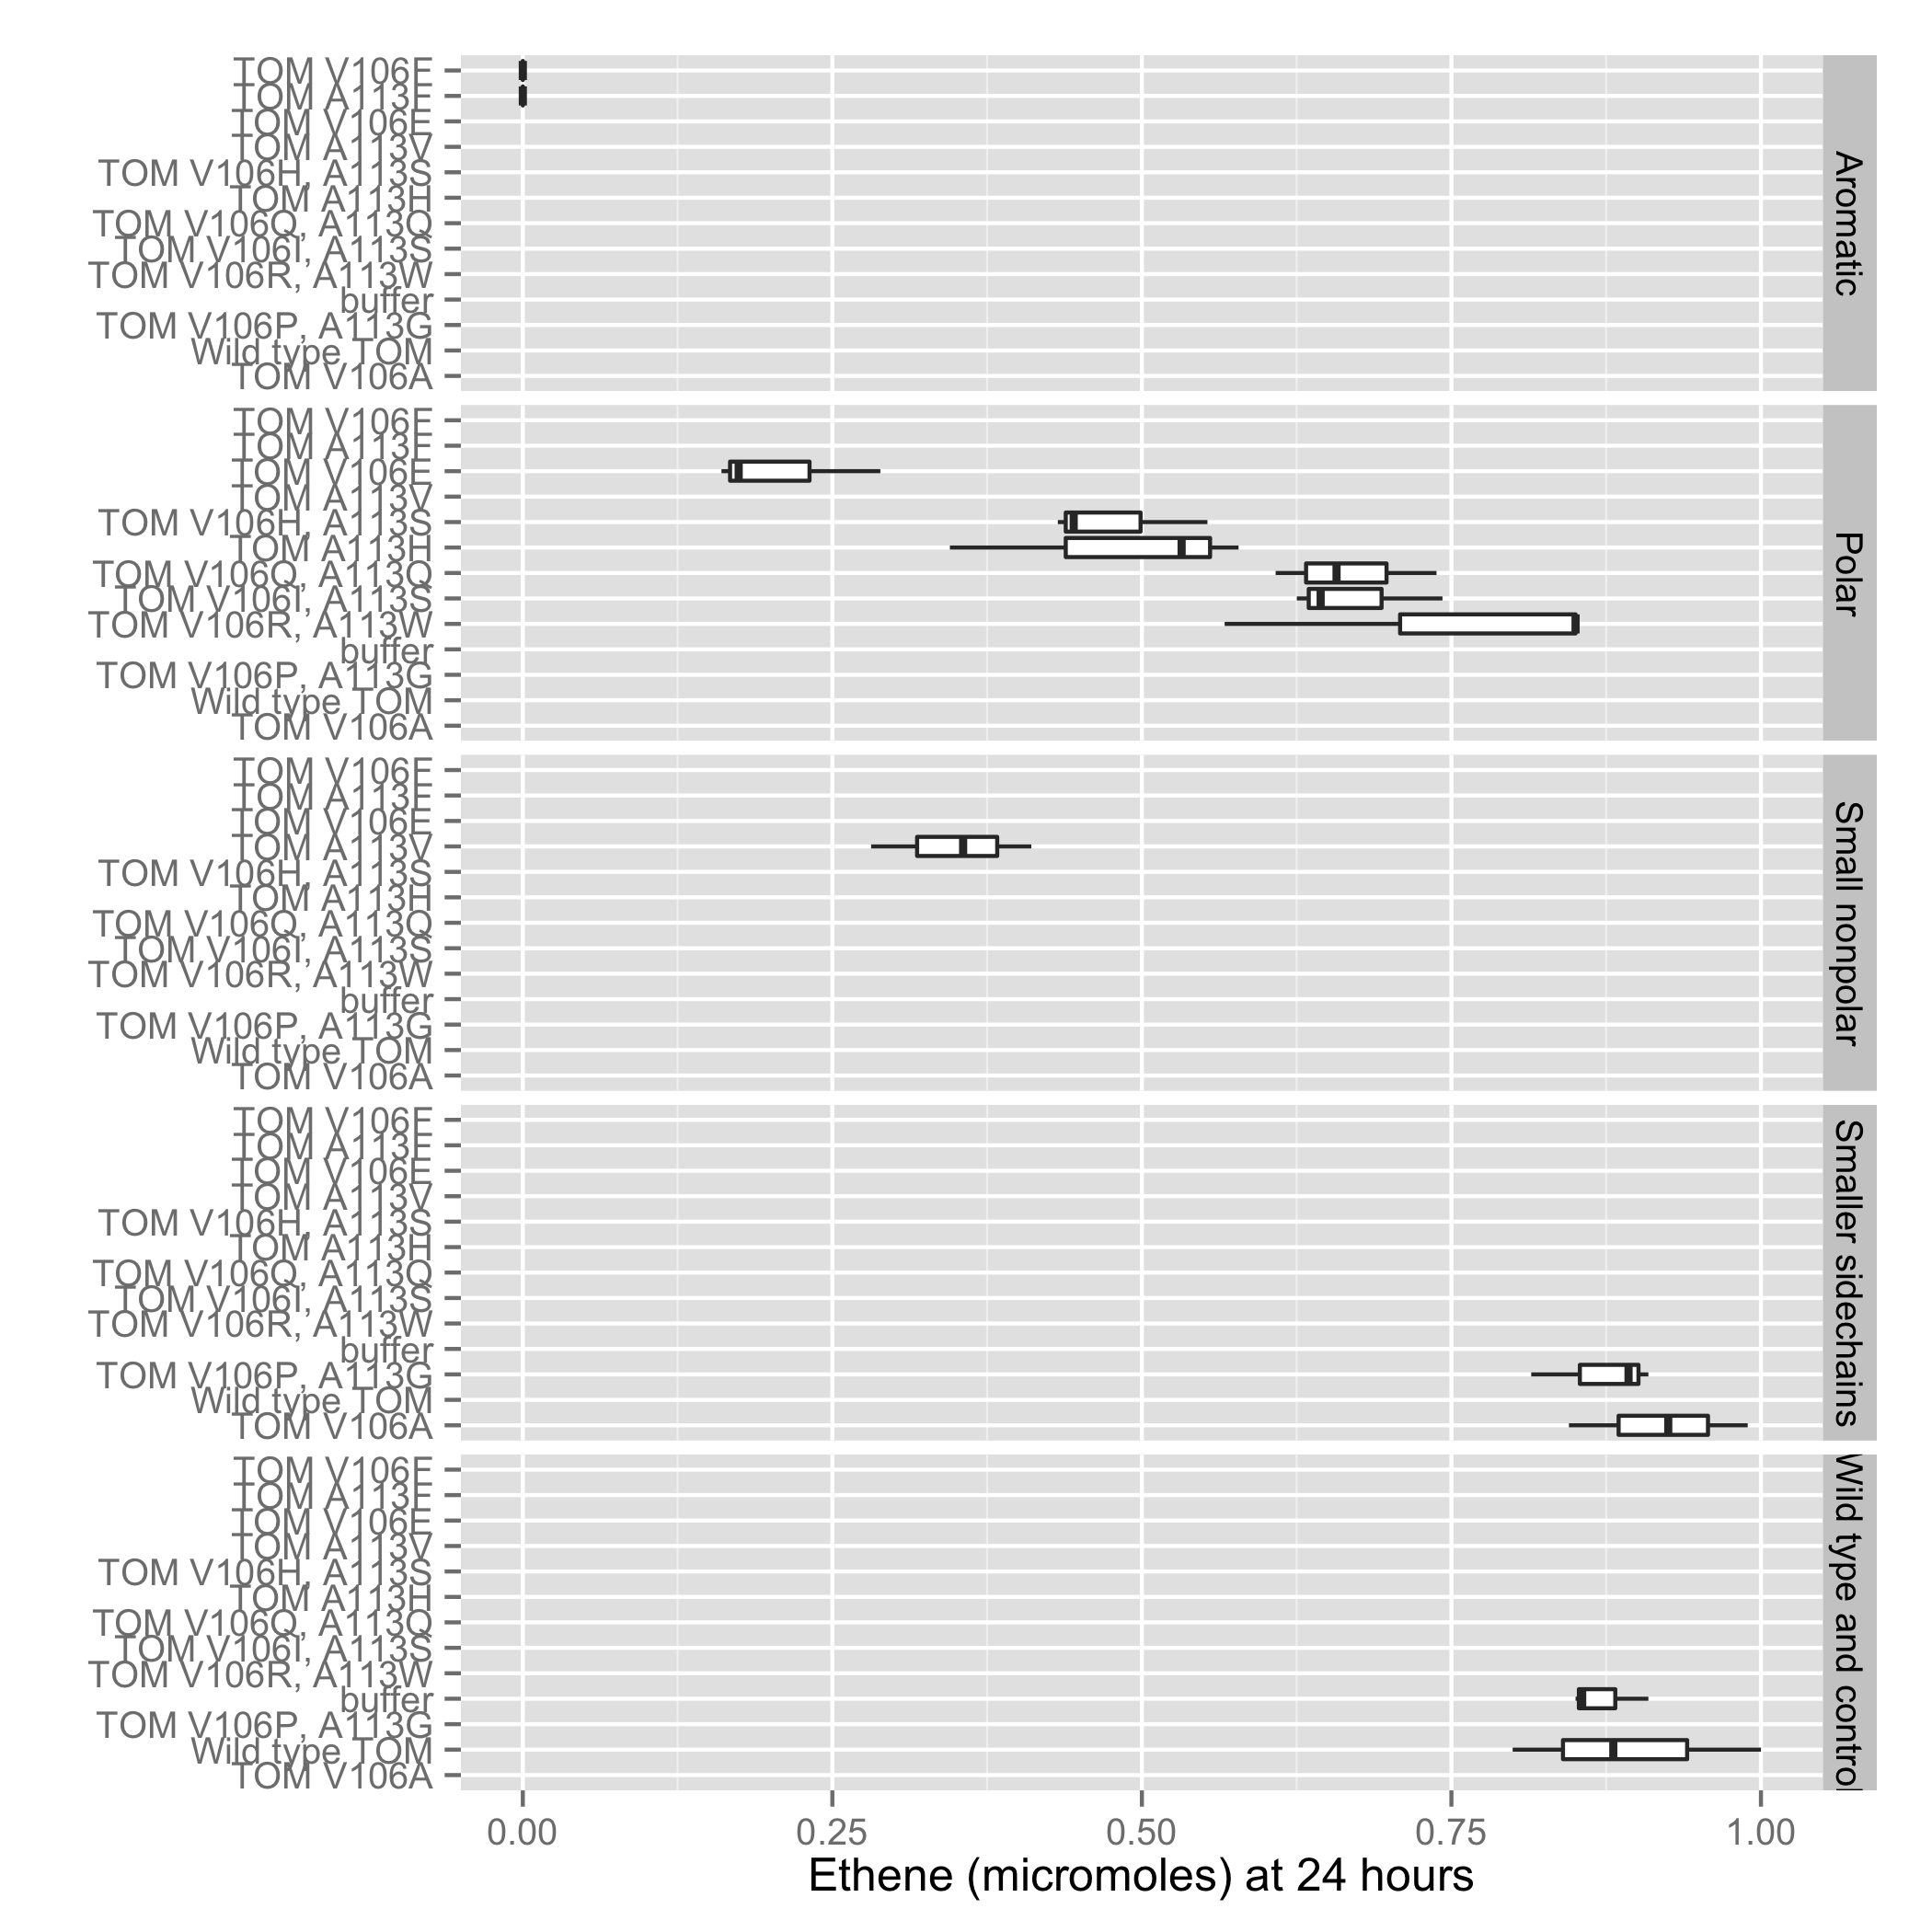 TOM V106F
TOM A113F
TOM V106E
TOM A113V
TOM V106H, A113S
TOM A113H
TOM V106Q, A113Q
TOM V106I, A113S
TOM V106R, A113W
buffer
TOM V106P, A113G
Wild type TOM
TOM V106A
Aromatic
TOM V106F
TOM A113F
TOM V106E
TOM A113V
TOM V106H, A113S
TOM A113H
TOM V106Q, A113Q
TOM V106I, A113S
TOM V106R, A113W
buffer
TOM V106P, A113G
Wild type TOM
TOM V106A
Polar
TOM V106F
TOM A113F
TOM V106E
TOM A113V
TOM V106H, A113S
TOM A113H
TOM V106Q, A113Q
TOM V106I, A113S
TOM V106R, A113W
buffer
TOM V106P, A113G
Wild type TOM
TOM V106A
Small nonpolar
TOM V106F
TOM A113F
TOM V106E
TOM A113V
TOM V106H, A113S
TOM A113H
TOM V106Q, A113Q
TOM V106I, A113S
TOM V106R, A113W
buffer
TOM V106P, A113G
Wild type TOM
TOM V106A
Smaller sidechains
TOM V106F
TOM A113F
TOM V106E
TOM A113V
TOM V106H, A113S
TOM A113H
TOM V106Q, A113Q
TOM V106I, A113S
TOM V106R, A113W
buffer
TOM V106P, A113G
Wild type TOM
TOM V106A
Wild type and control
0.00 0.25 0.50 0.75 1.00
Ethene (micromoles) at 24 hours